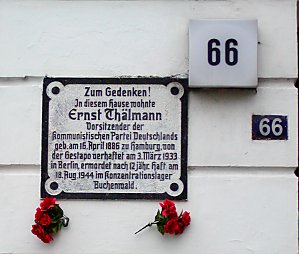 66
66
Zum Gedenken!
In diesem Hause wohnte
Ernst Thälmann
Vorsitzender der
Kommunistischen Partei Deutschlands
geb. am 16. April 1886 zu Hamburg, von
der Gestapo verhaftet am 3. März 1933
in Berlin, ermordet nach 12 jähr. Haft am
18. Aug. 1944 im Konzentrationslager
Buchenwald.